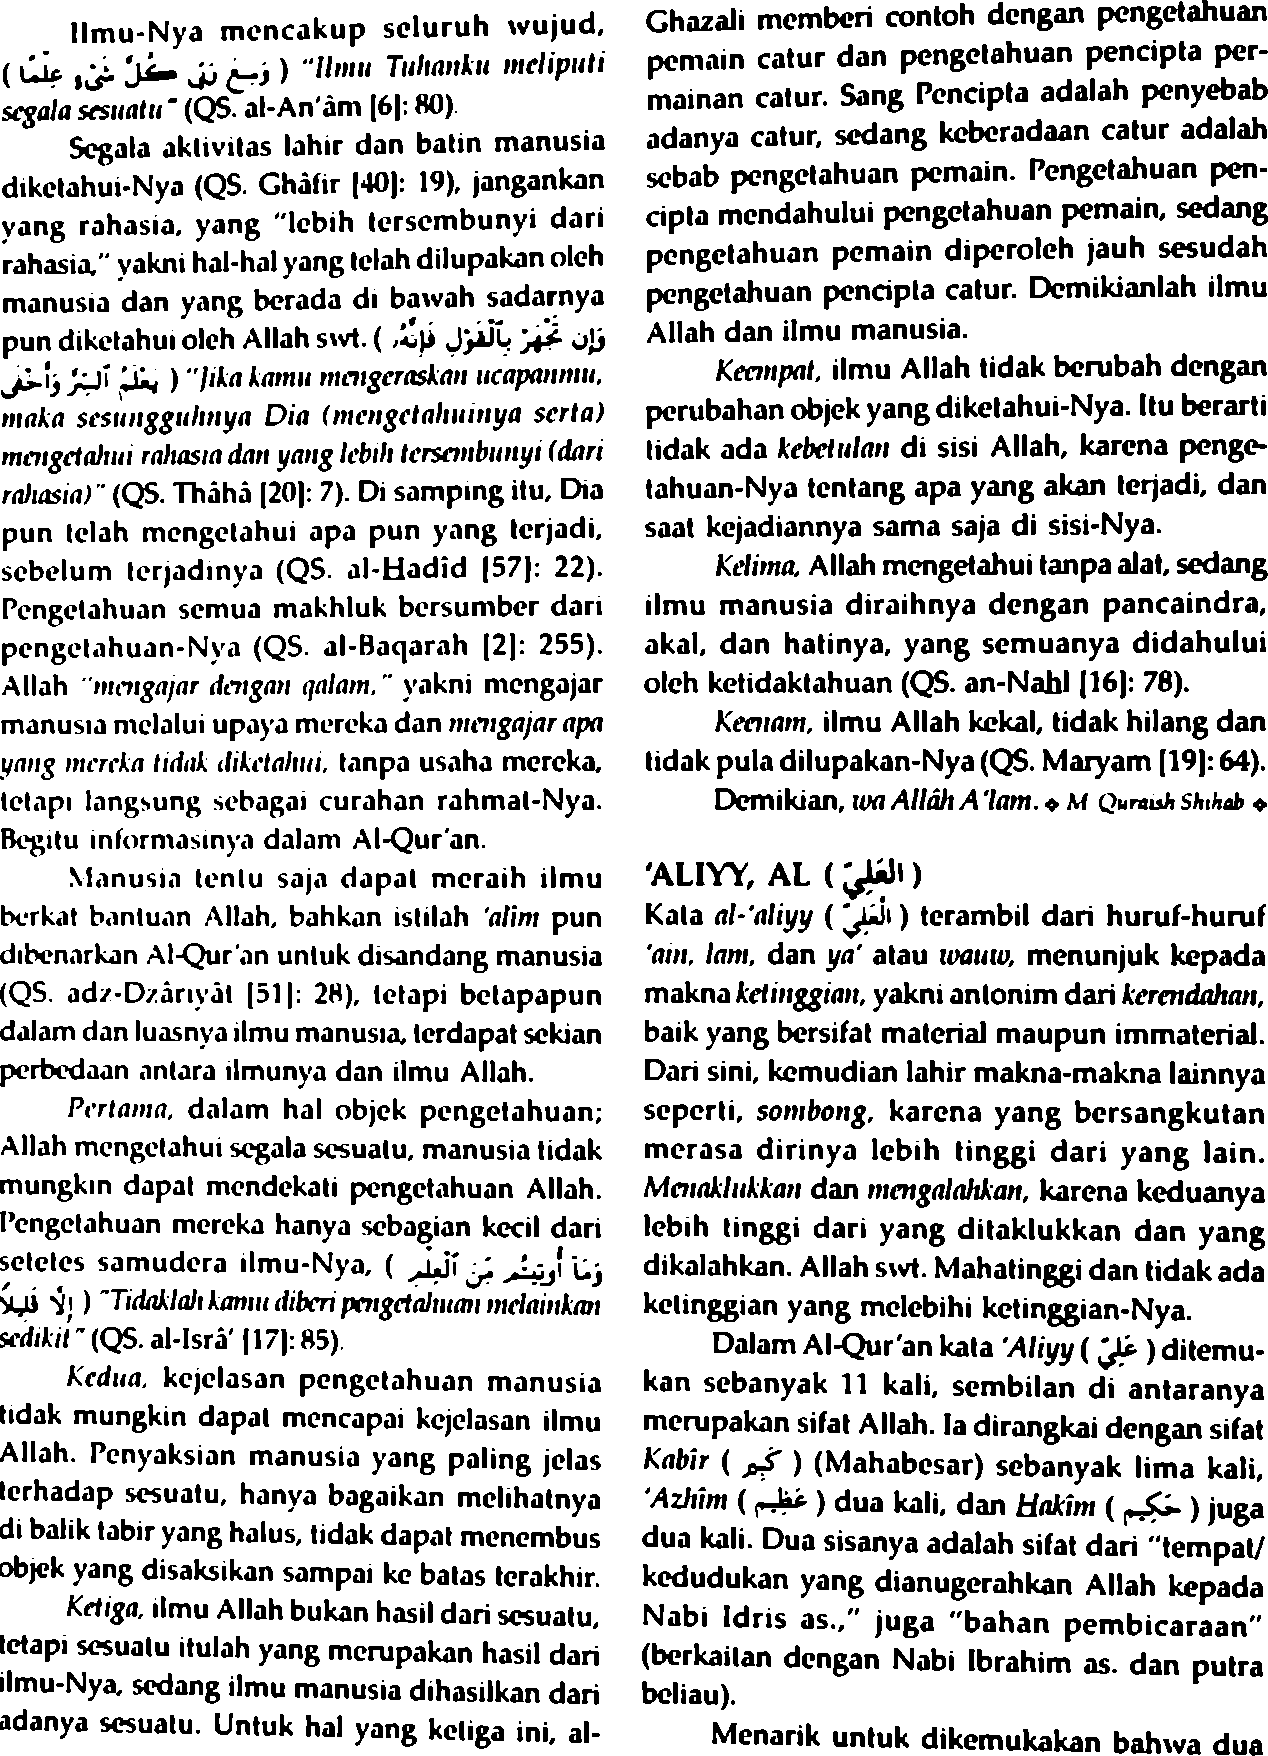 Ilmu-Nya mencakup seluruh wujud,
( وَسِعَ رَبِّى كُلَّ شَىْءٍ عِلْمًا ) "Ilmu Tuhanku meliputi
segala sesuatu" (QS. al-An'âm [6]: 80).
Segala aktivitas lahir dan batin manusia
diketahui-Nya (QS. Ghâfir [40]: 19), jangankan
yang rahasia, yang "lebih tersembunyi dari
rahasia," yakni hal-hal yang telah dilupakan oleh
manusia dan yang berada di bawah sadarnya
pun diketahui oleh Allah swt. ( وَإِن تَجْهَرْ بِٱلْقَوْلِ فَإِنَّهُۥ
يَعْلَمُ ٱلسِّرَّ وَأَخْفَى ) "Jika kamu mengeraskan ucapanmu,
maka sesungguhnya Dia (mengetahuinya serta)
mengetahui rahasia dan yang lebih tersembunyi (dari
rahasia)" (QS. Thâhâ [20]: 7). Di samping itu, Dia
pun telah mengetahui apa pun yang terjadi,
sebelum terjadinya (QS. al-Hadîd [57]: 22).
Pengetahuan semua makhluk bersumber dari
pengetahuan-Nya (QS. al-Baqarah [2]: 255).
Allah "mengajar dengan qalam," yakni mengajar
manusia melalui upaya mereka dan mengajar apa
yang mereka tidak diketahui, tanpa usaha mereka,
tetapi langsung sebagai curahan rahmat-Nya.
Begitu informasinya dalam Al-Qur'an.
Manusia tentu saja dapat meraih ilmu
berkat bantuan Allah, bahkan istilah 'alim pun
dibenarkan Al-Qur'an untuk disandang manusia
(QS. adz-Dzâriyât [51]: 28), tetapi betapapun
dalam dan luasnya ilmu manusia, terdapat sekian
perbedaan antara ilmunya dan ilmu Allah.
Pertama, dalam hal objek pengetahuan;
Allah mengetahui segala sesuatu, manusia tidak
mungkin dapat mendekati pengetahuan Allah.
Pengetahuan mereka hanya sebagian kecil dari
setetes samudera ilmu-Nya, ( وَمَآ أُوتِيتُم مِّنَ ٱلْعِلْمِ
إِلَّا قَلِيلًا ) "Tidaklah kamu diberi pengetahuan melainkan
sedikit" (QS. al-Isrâ' [17]: 85).
Kedua, kejelasan pengetahuan manusia
tidak mungkin dapat mencapai kejelasan ilmu
Allah. Penyaksian manusia yang paling jelas
terhadap sesuatu, hanya bagaikan melihatnya
di balik tabir yang halus, tidak dapat menembus
objek yang disaksikan sampai ke batas terakhir.
Ketiga, ilmu Allah bukan hasil dari sesuatu,
tetapi sesuatu itulah yang merupakan hasil dari
ilmu-Nya, sedang ilmu manusia dihasilkan dari
adanya sesuatu. Untuk hal yang ketiga ini, al-
Ghazali memberi contoh dengan pengetahuan
pemain catur dan pengetahuan pencipta per-
mainan catur. Sang Pencipta adalah penyebab
adanya catur, sedang keberadaan catur adalah
sebab pengetahuan pemain. Pengetahuan pen-
cipta mendahului pengetahuan pemain, sedang
pengetahuan pemain diperoleh jauh sesudah
pengetahuan pencipta catur. Demikianlah ilmu
Allah dan ilmu manusia.
Keempat, ilmu Allah tidak berubah dengan
perubahan objek yang diketahui-Nya. Itu berarti
tidak ada kebetulan di sisi Allah, karena penge-
tahuan-Nya tentang apa yang akan terjadi, dan
saat kejadiannya sama saja di sisi-Nya.
Kelima, Allah mengetahui tanpa alat, sedang
ilmu manusia diraihnya dengan pancaindra,
akal, dan hatinya, yang semuanya didahului
oleh ketidaktahuan (QS. an-Nahl [16]: 78).
Keenam, ilmu Allah kekal, tidak hilang dan
tidak pula dilupakan-Nya (QS. Maryam [19]: 64).
Demikian, wa Allâh A'lam. ❖ M Quraish Shihab ❖
'ALIYY, AL ( الْعَلِيّ )
Kata al-'aliyy ( الْعَلِيّ ) terambil dari huruf-huruf
'ain, lam, dan ya' atau wauw, menunjuk kepada
makna ketinggian, yakni antonim dari kerendahan,
baik yang bersifat material maupun immaterial.
Dari sini, kemudian lahir makna-makna lainnya
seperti, sombong, karena yang bersangkutan
merasa dirinya lebih tinggi dari yang lain.
Menaklukkan dan mengalahkan, karena keduanya
lebih tinggi dari yang ditaklukkan dan yang
dikalahkan. Allah swt. Mahatinggi dan tidak ada
ketinggian yang melebihi ketinggian-Nya.
Dalam Al-Qur'an kata 'Aliyy ( عَلِيّ ) ditemu-
kan sebanyak 11 kali, sembilan di antaranya
merupakan sifat Allah. Ia dirangkai dengan sifat
Kabîr ( كَبِير ) (Mahabesar) sebanyak lima kali,
'Azhîm ( عَظِيم ) dua kali, dan Hakîm ( حَكِيم ) juga
dua kali. Dua sisanya adalah sifat dari "tempat/
kedudukan yang dianugerahkan Allah kepada
Nabi Idris as.," juga "bahan pembicaraan"
(berkaitan dengan Nabi Ibrahim as. dan putra
beliau).
Menarik untuk dikemukakan bahwa dua